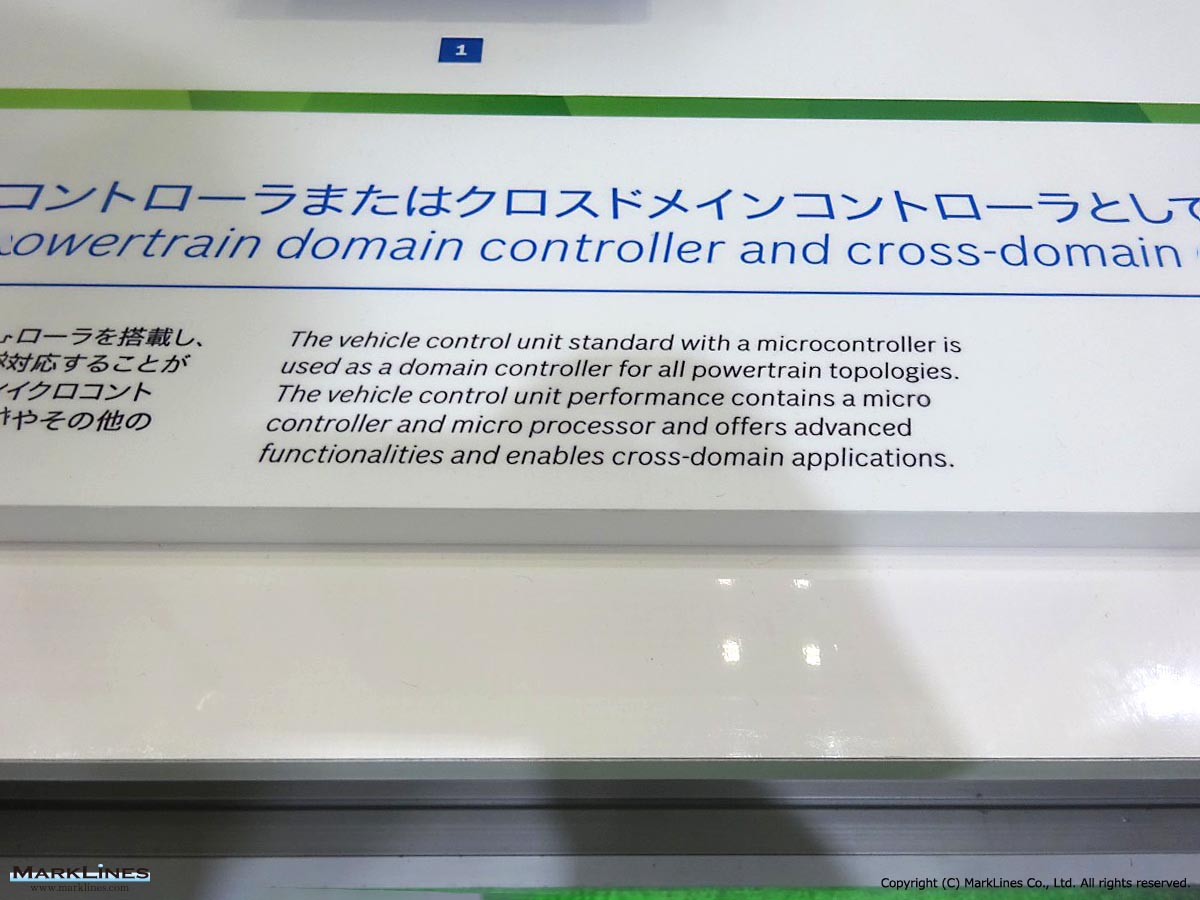 1
コントローラまたはクロスドメインコントローラとして
powertrain domain controller and cross-domain
ローラを搭載し、
対応することが
イクロコント
やその他の
The vehicle control unit standard with a microcontroller is
used as a domain controller for all powertrain topologies.
The vehicle control unit performance contains a micro
controller and micro processor and offers advanced
functionalities and enables cross-domain applications.
MARKLINES
www.marklines.com
Copyright (C) MarkLines Co., Ltd. All rights reserved.